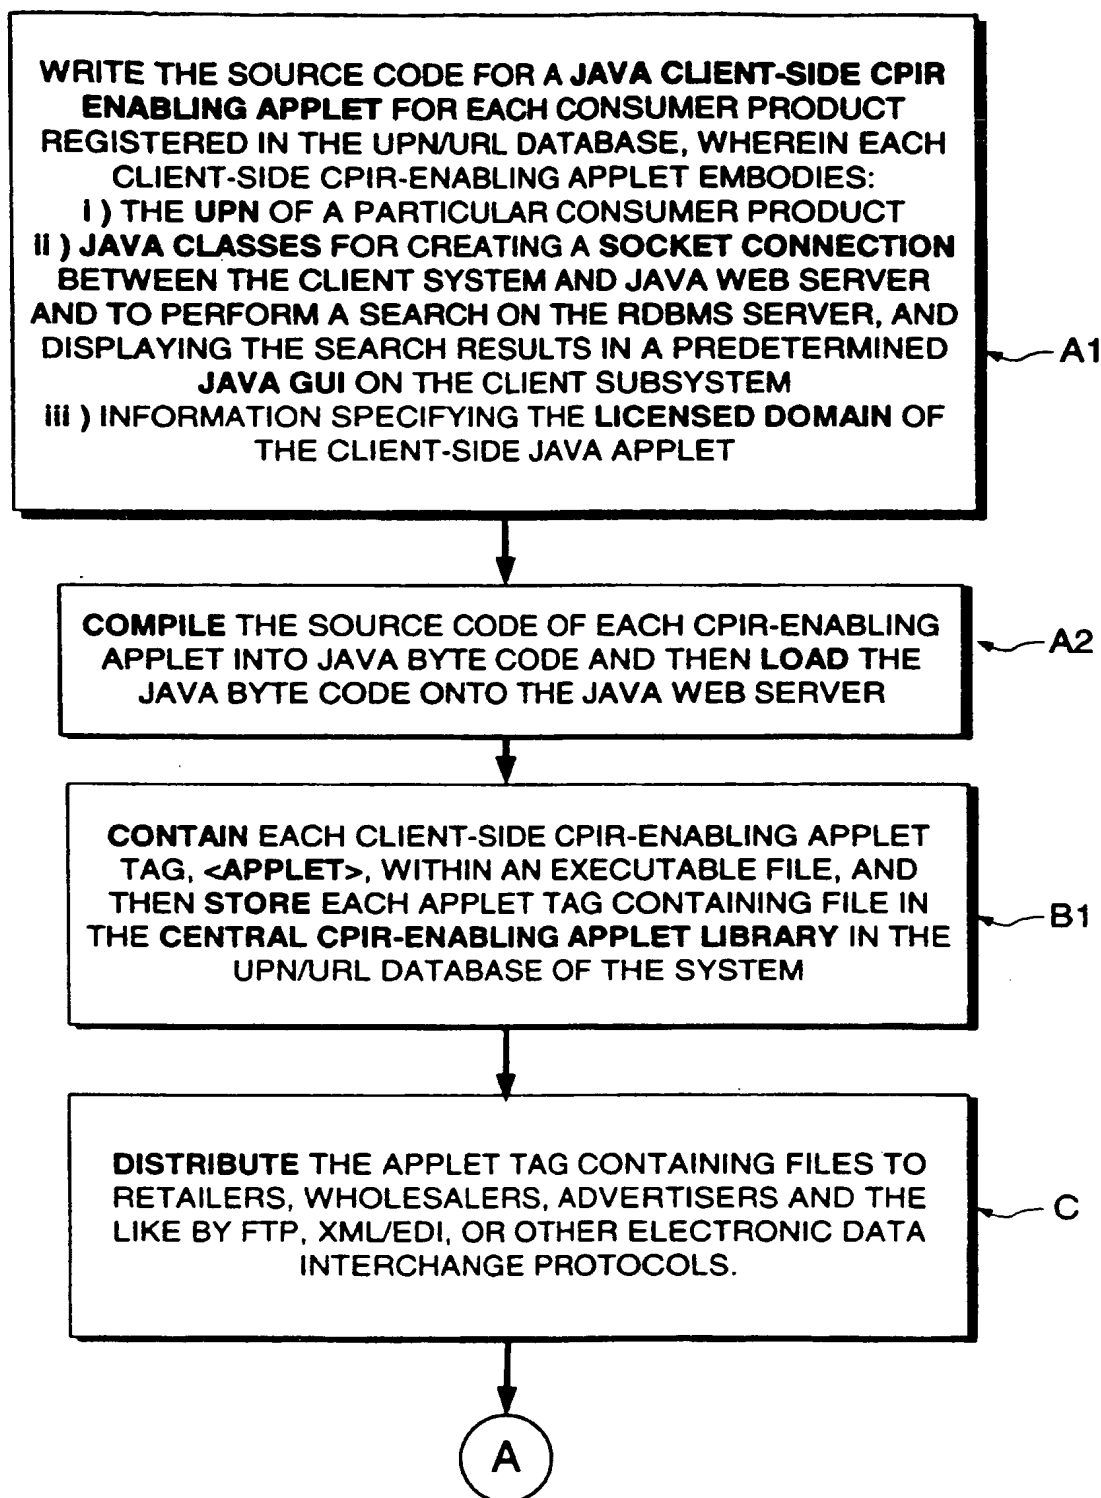 WRITE THE SOURCE CODE FOR A JAVA CLIENT-SIDE CPIR
ENABLING APPLET FOR EACH CONSUMER PRODUCT
REGISTERED IN THE UPN/URL DATABASE, WHEREIN EACH
CLIENT-SIDE CPIR-ENABLING APPLET EMBODIES:
i ) THE UPN OF A PARTICULAR CONSUMER PRODUCT
ii ) JAVA CLASSES FOR CREATING A SOCKET CONNECTION
BETWEEN THE CLIENT SYSTEM AND JAVA WEB SERVER
AND TO PERFORM A SEARCH ON THE RDBMS SERVER, AND
DISPLAYING THE SEARCH RESULTS IN A PREDETERMINED
JAVA GUI ON THE CLIENT SUBSYSTEM
iii ) INFORMATION SPECIFYING THE LICENSED DOMAIN OF
THE CLIENT-SIDE JAVA APPLET
A1
COMPILE THE SOURCE CODE OF EACH CPIR-ENABLING
APPLET INTO JAVA BYTE CODE AND THEN LOAD THE
JAVA BYTE CODE ONTO THE JAVA WEB SERVER
A2
CONTAIN EACH CLIENT-SIDE CPIR-ENABLING APPLET
TAG, <APPLET>, WITHIN AN EXECUTABLE FILE, AND
THEN STORE EACH APPLET TAG CONTAINING FILE IN
THE CENTRAL CPIR-ENABLING APPLET LIBRARY IN THE
UPN/URL DATABASE OF THE SYSTEM
B1
DISTRIBUTE THE APPLET TAG CONTAINING FILES TO
RETAILERS, WHOLESALERS, ADVERTISERS AND THE
LIKE BY FTP, XML/EDI, OR OTHER ELECTRONIC DATA
INTERCHANGE PROTOCOLS.
C
A